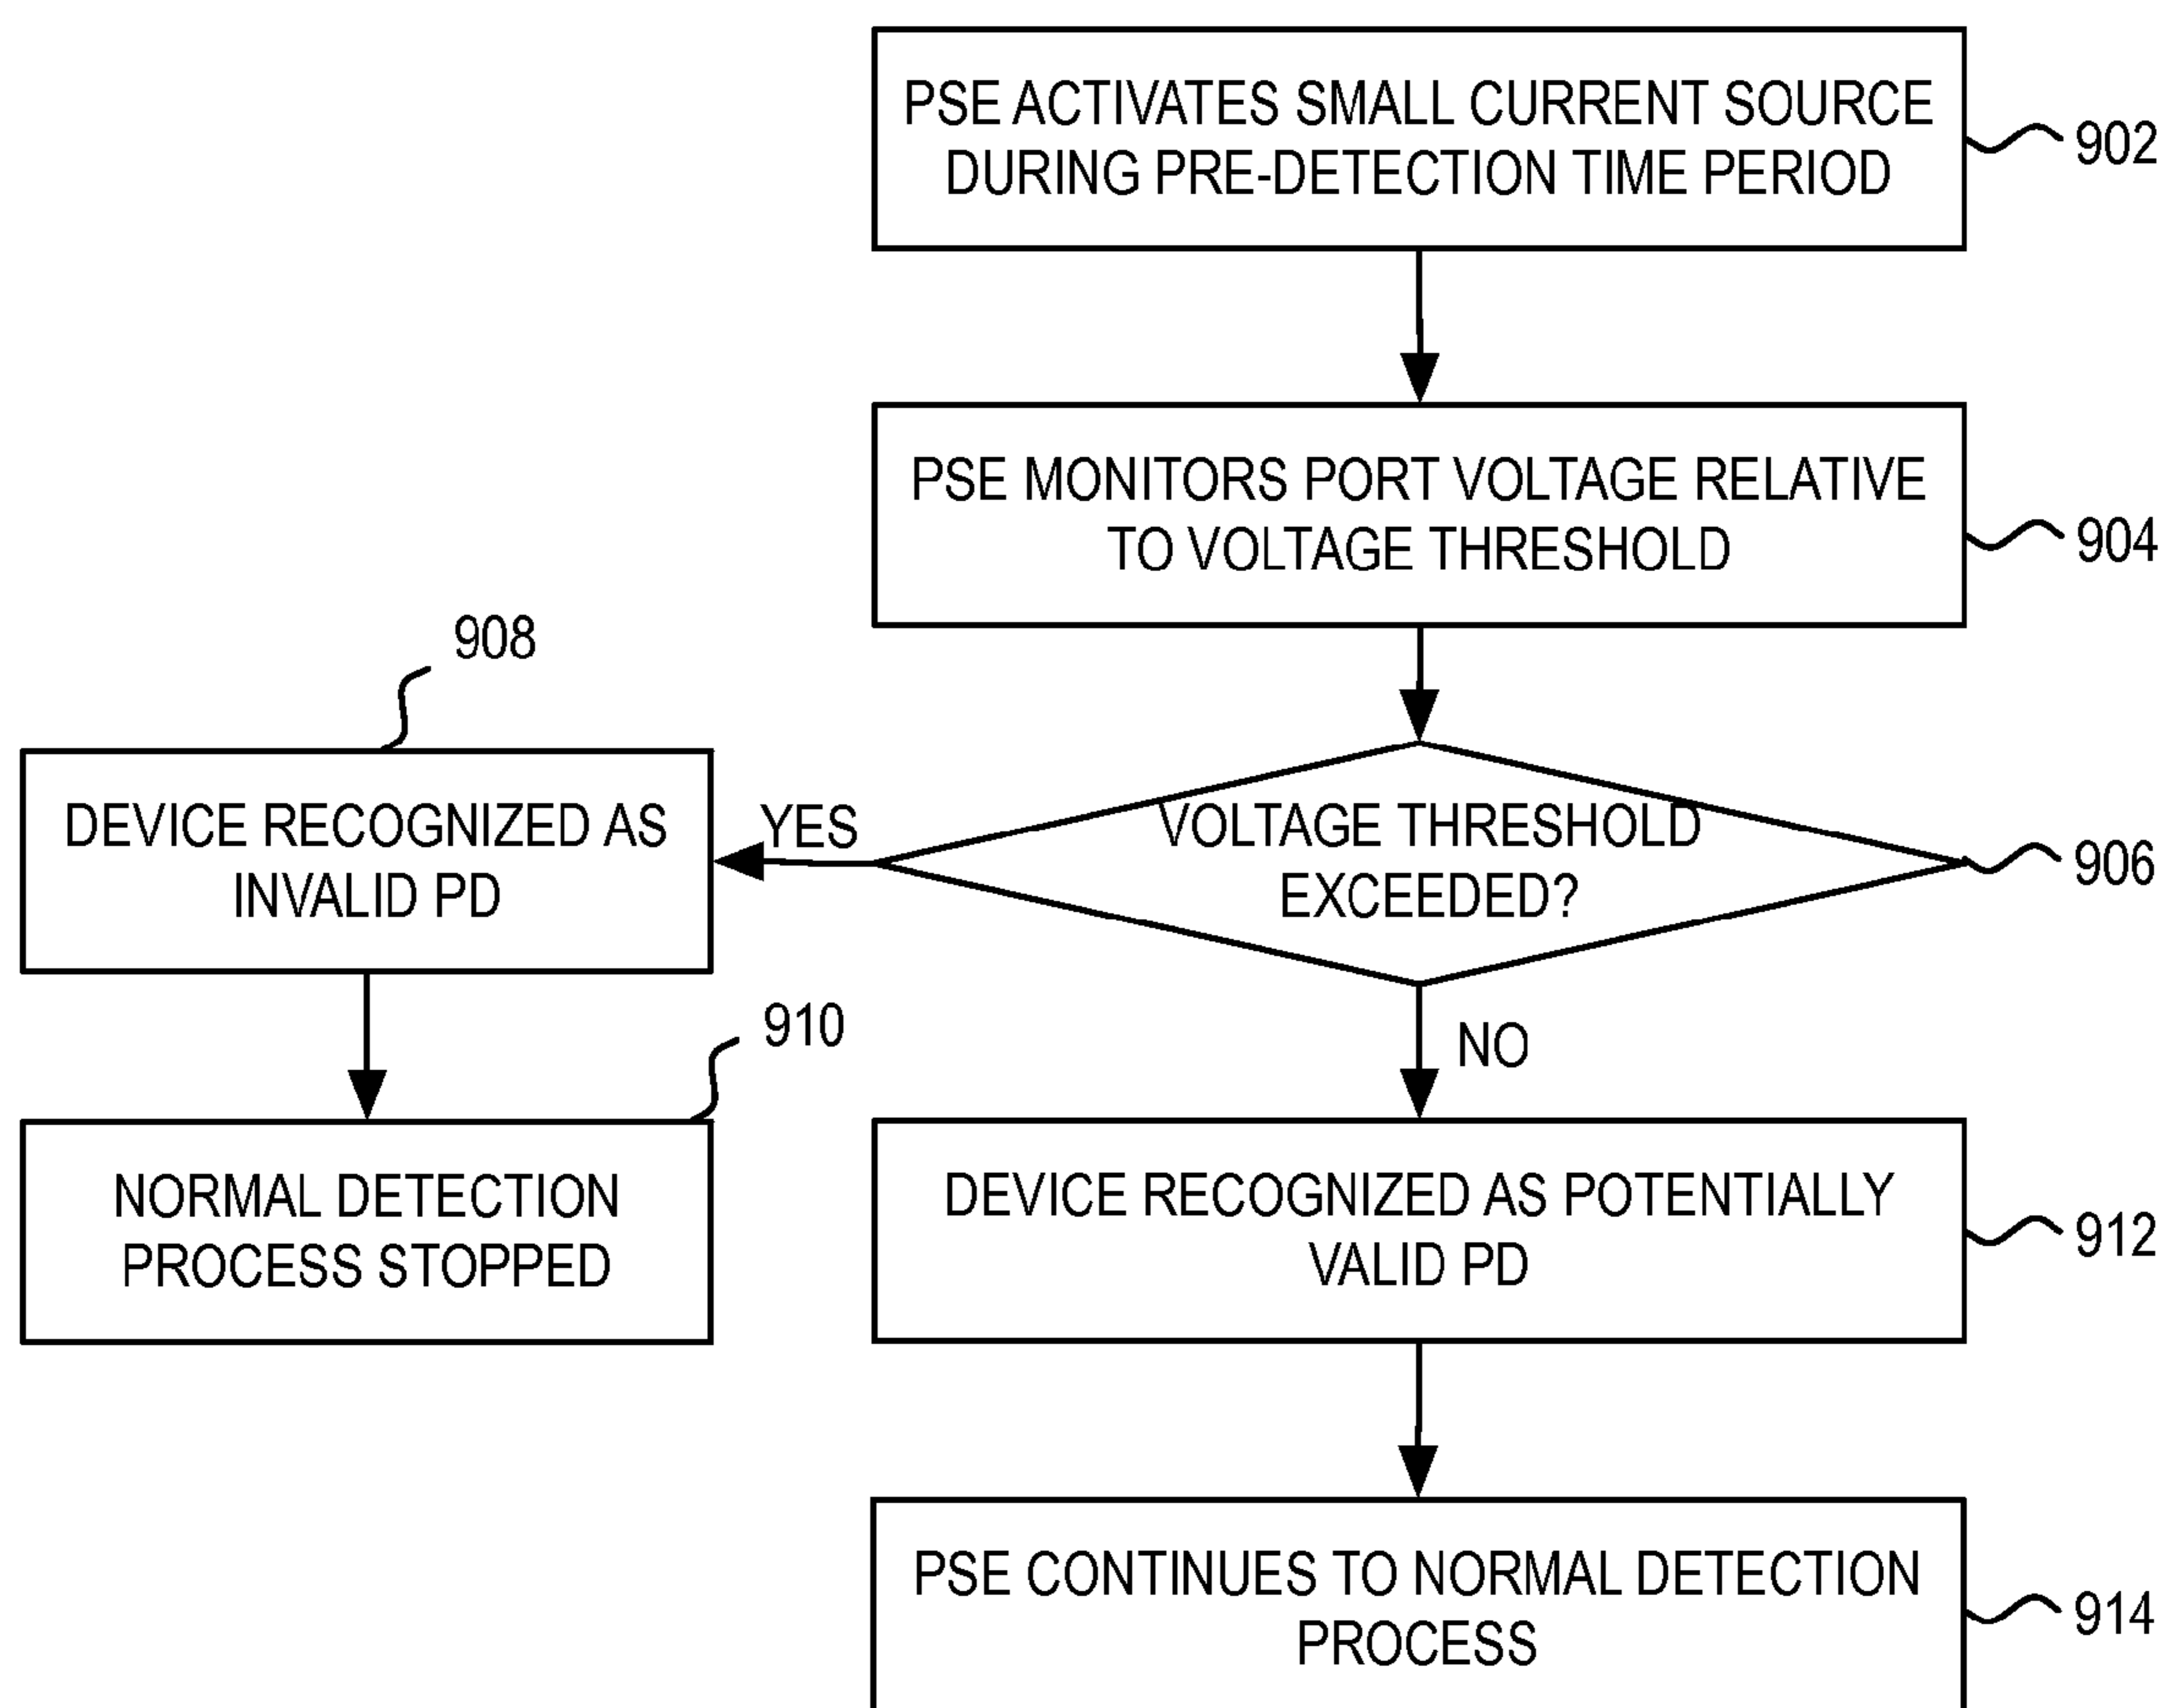 PSE ACTIVATES SMALL CURRENT SOURCE
DURING PRE-DETECTION TIME PERIOD
902
PSE MONITORS PORT VOLTAGE RELATIVE
TO VOLTAGE THRESHOLD
904
VOLTAGE THRESHOLD
EXCEEDED?
906
YES
908
DEVICE RECOGNIZED AS
INVALID PD
910
NORMAL DETECTION
PROCESS STOPPED
NO
DEVICE RECOGNIZED AS POTENTIALLY
VALID PD
912
PSE CONTINUES TO NORMAL DETECTION
PROCESS
914